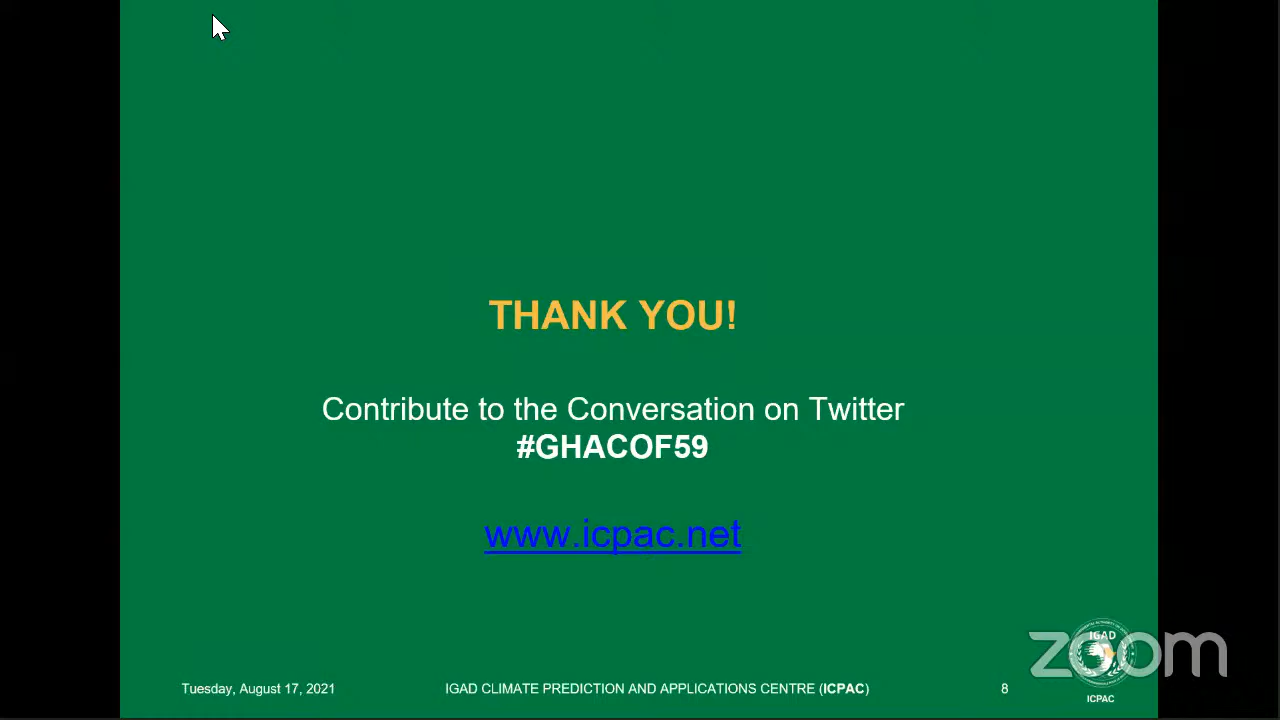 THANK YOU!
Contribute to the Conversation on Twitter
#GHACOF59
www.icpac.net
Tuesday, August 17, 2021
IGAD CLIMATE PREDICTION AND APPLICATIONS CENTRE (ICPAC)
8
IGAD
zoom
ICPAC